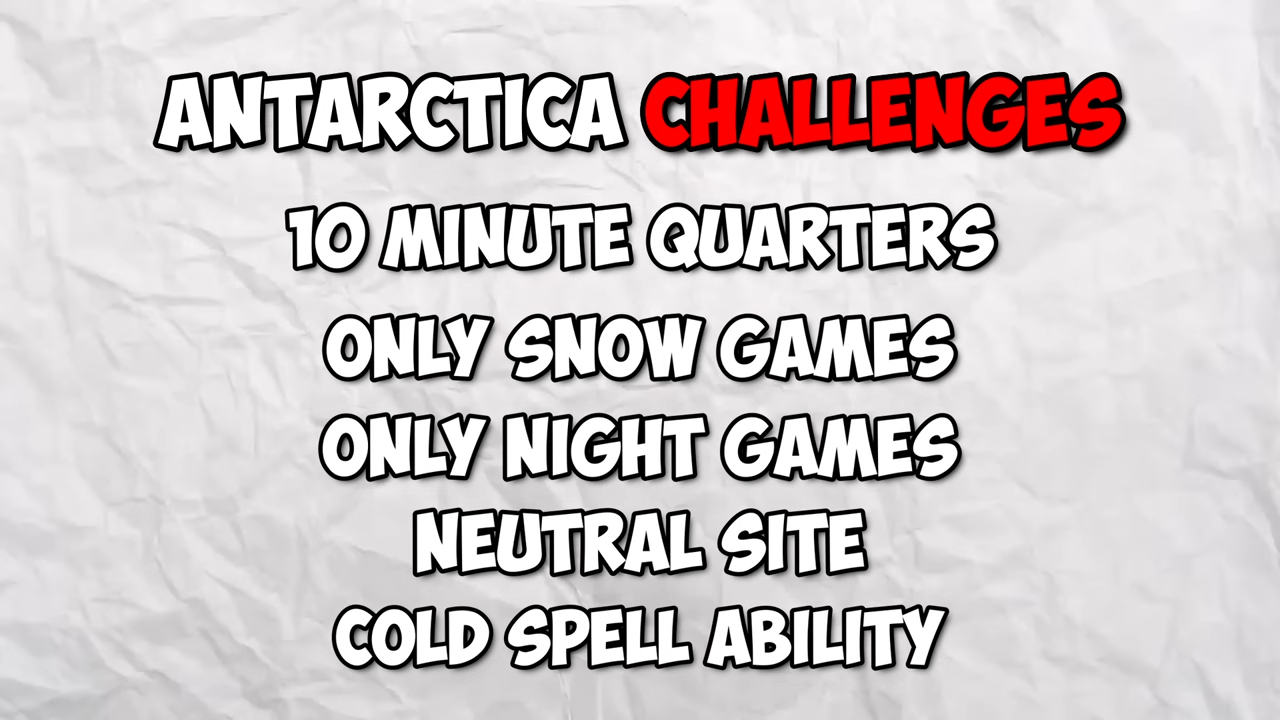 ANTARCTICA CHALLENGES
10 MINUTE QUARTERS
ONLY SNOW GAMES
ONLY NIGHT GAMES
NEUTRAL SITE
COLD SPELL ABILITY